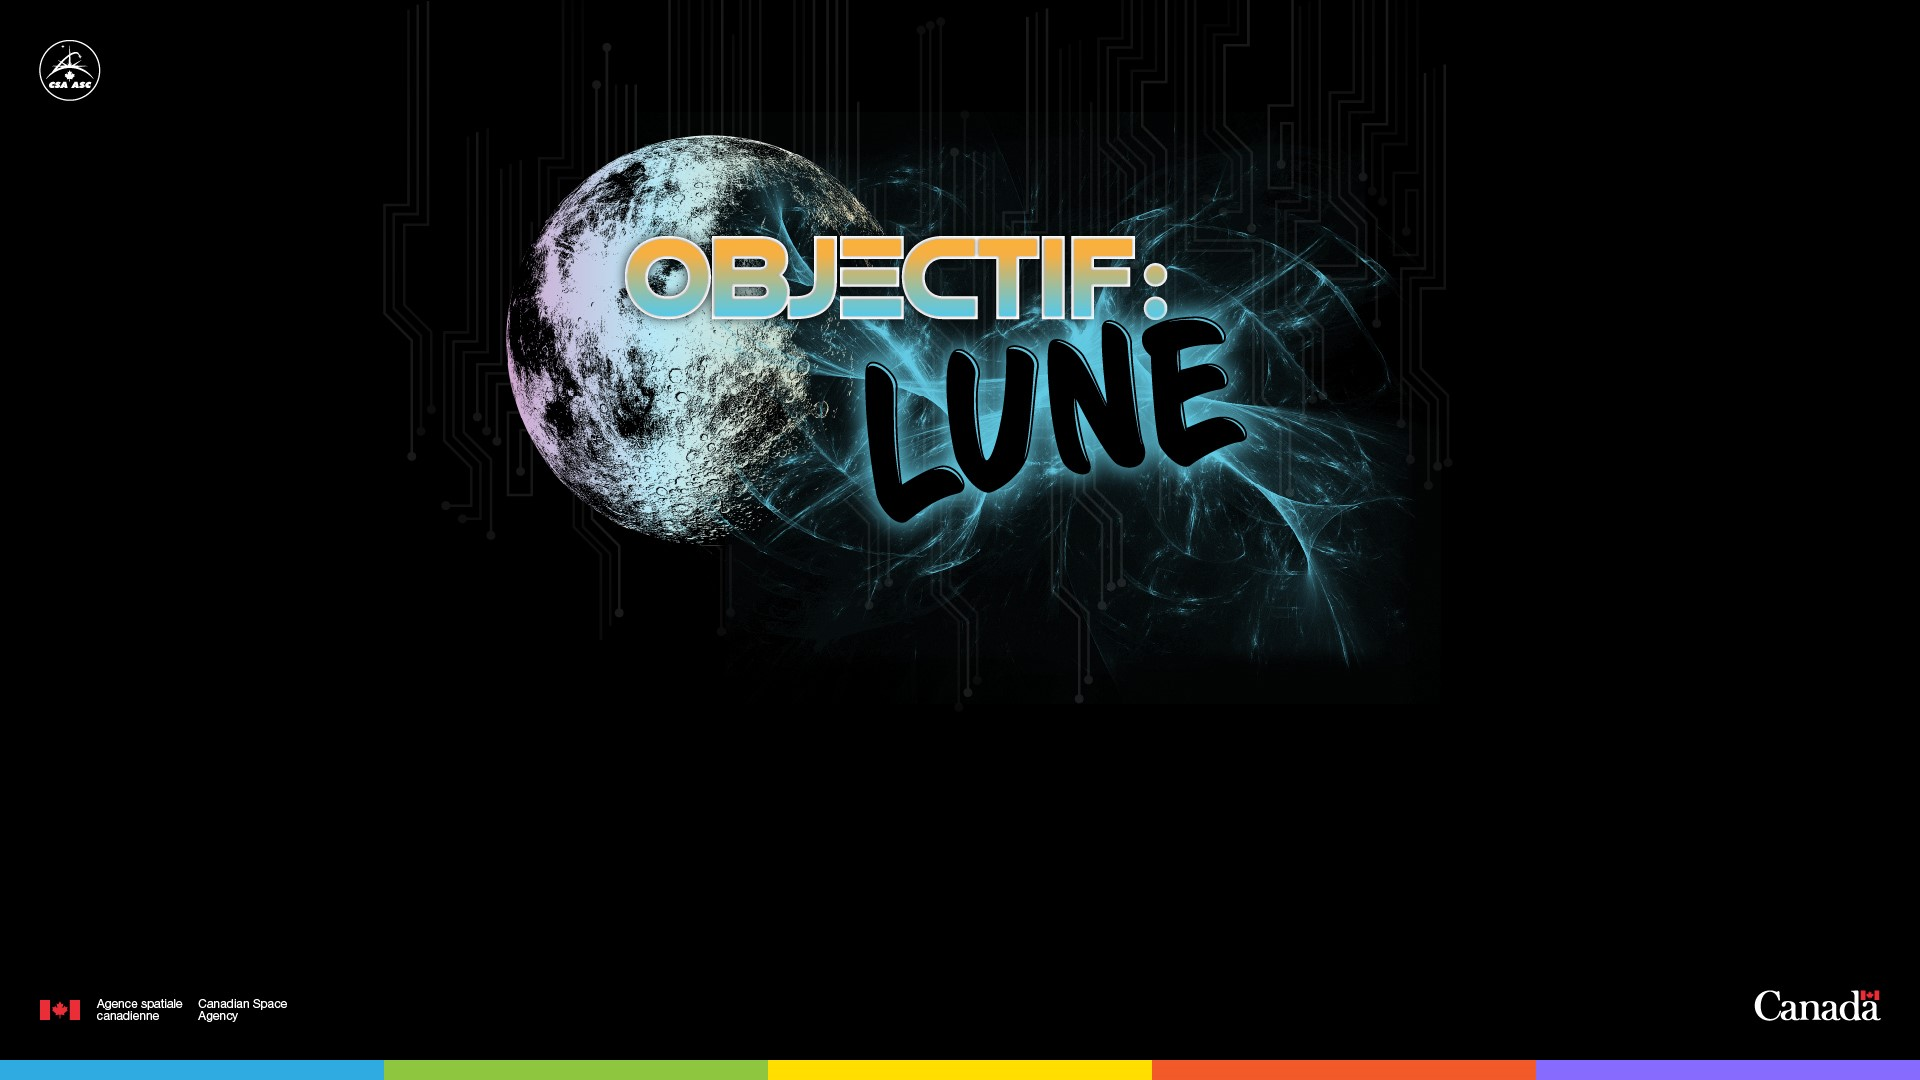 CSA ASC
OBJECTIF:
LUNE
Agence spatiale
canadienne
Canadian Space
Agency
Canada